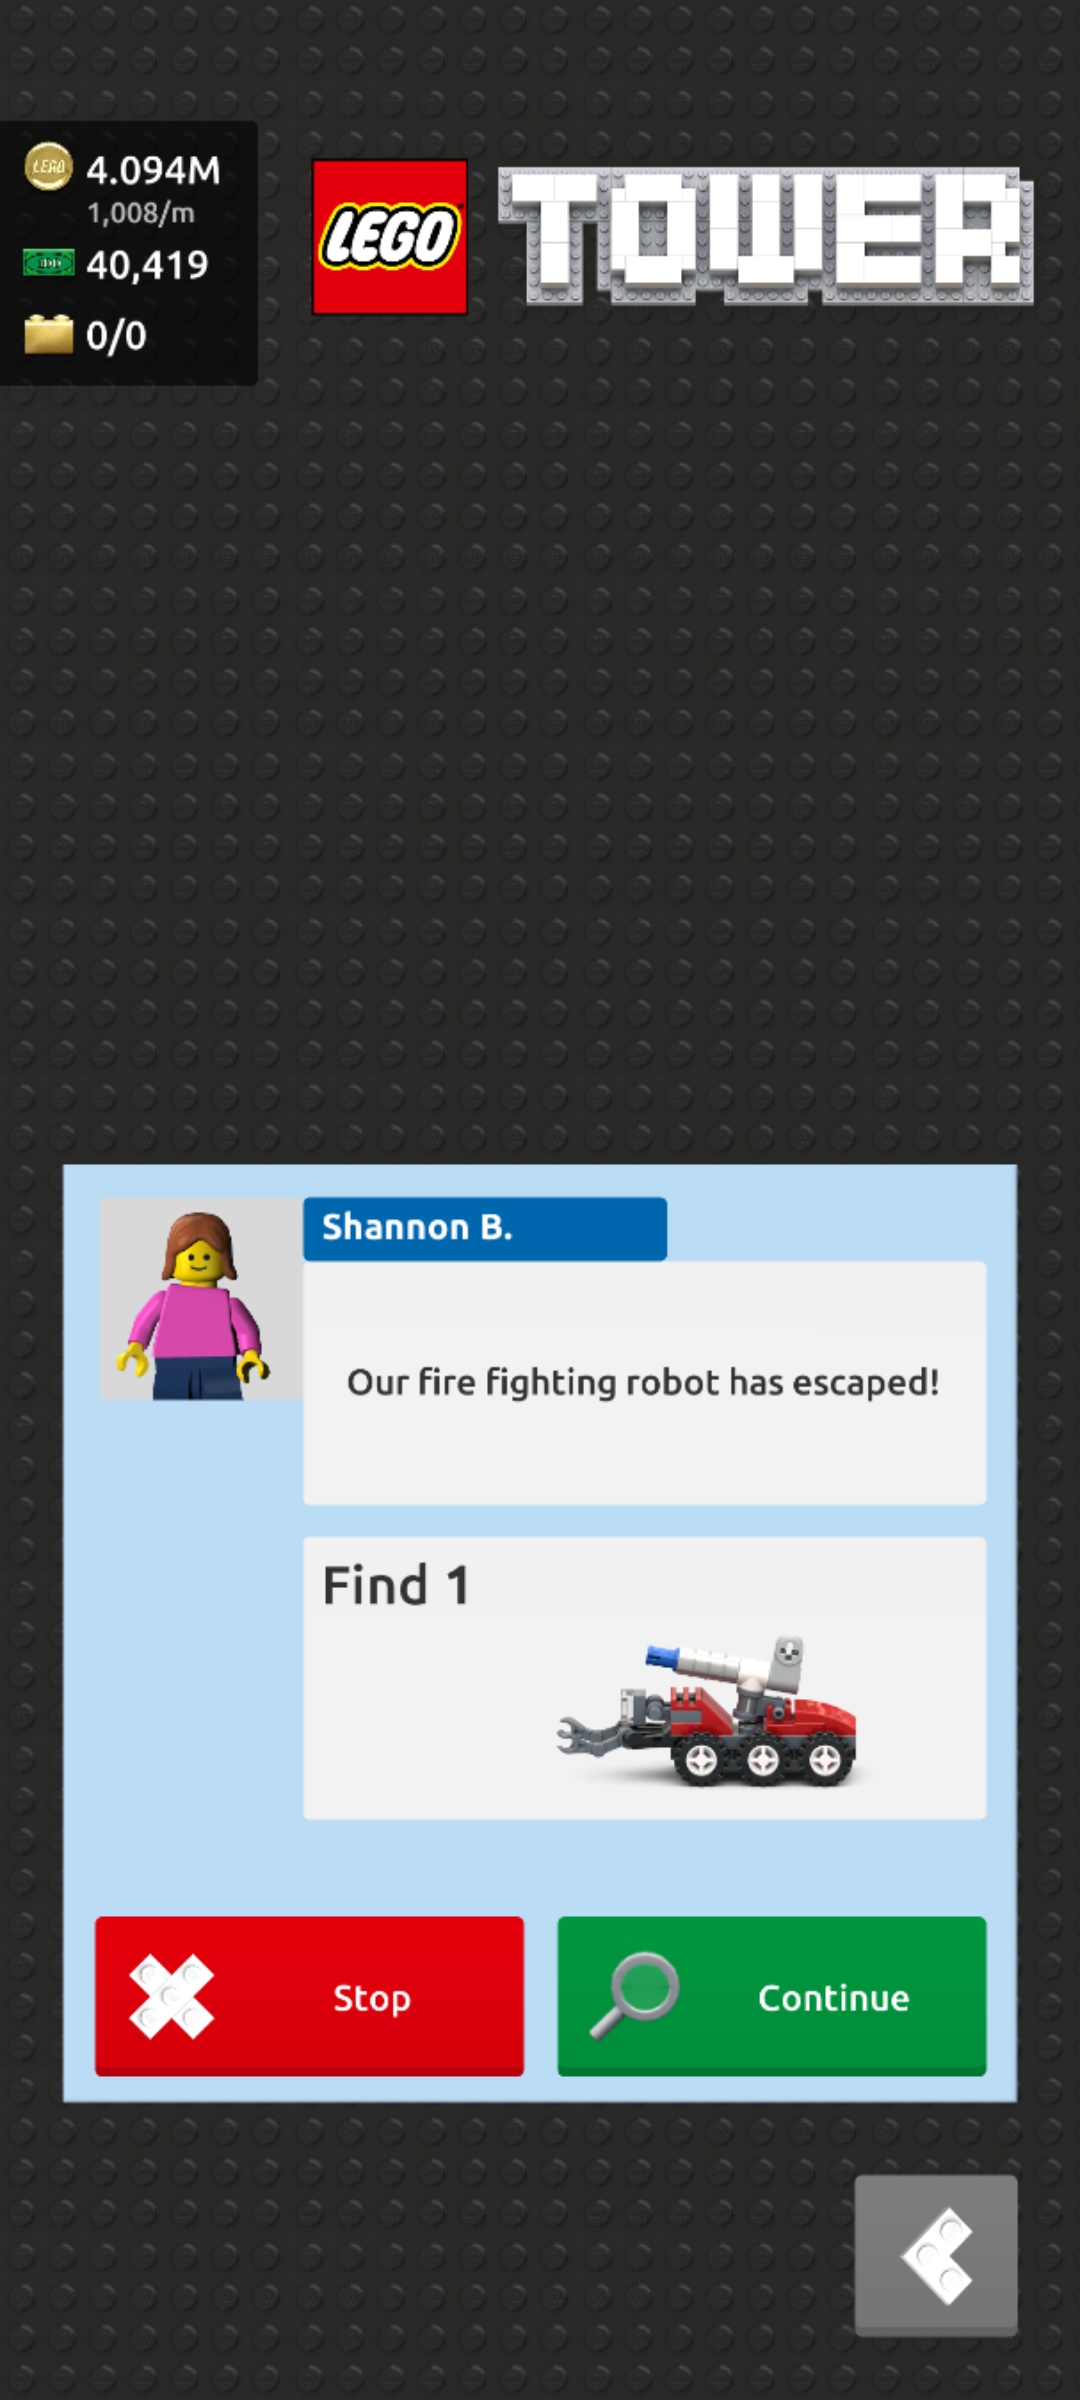 4.094M
1,008/m
40,419
0/0
LEGO TOWER
Shannon B.
Our fire fighting robot has escaped!
Find 1
Stop
Continue